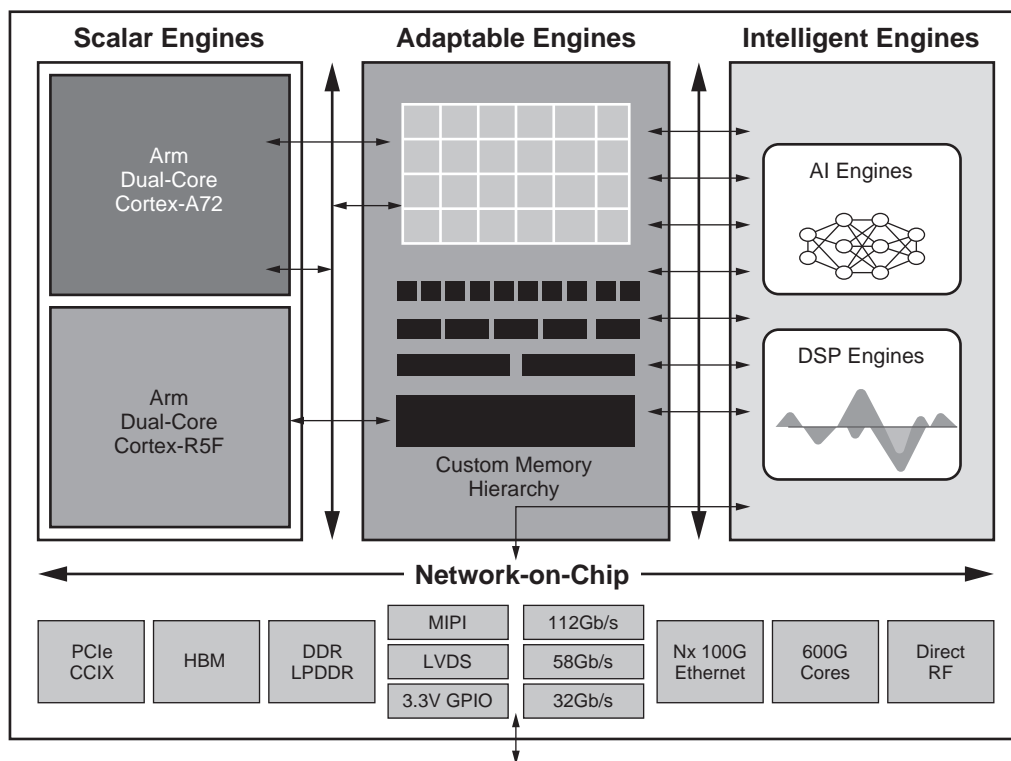 Scalar Engines
Adaptable Engines
Intelligent Engines
Arm
Dual-Core
Cortex-A72
Arm
Dual-Core
Cortex-R5F
Custom Memory
Hierarchy
AI Engines
DSP Engines
Network-on-Chip
PCIe
CCIX
HBM
DDR
LPDDR
MIPI
LVDS
3.3V GPIO
112Gb/s
58Gb/s
32Gb/s
Nx 100G
Ethernet
600G
Cores
Direct
RF